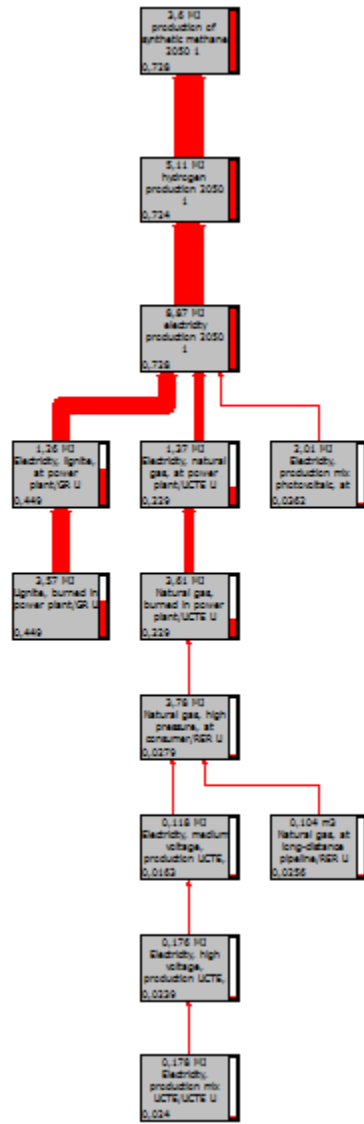 3,6 MJ
production of
synthetic methane
2050 1
0,728
5,11 MJ
hydrogen
production 2050
1
0,724
8,87 MJ
electricity
production 2050
1
0,728
1,26 MJ
Electricity, lignite,
at power
plant/GR U
0,449
1,37 MJ
Electricity, natural
gas, at power
plant/UCTE U
0,229
2,01 MJ
Electricity,
production mix
photovoltaic, at
0,0262
3,57 MJ
Lignite, burned in
power plant/GR U
0,449
3,61 MJ
Natural gas,
burned in power
plant/UCTE U
0,229
3,78 MJ
Natural gas, high
pressure, at
consumer/RER U
0,0279
0,118 MJ
Electricity, medium
voltage,
production UCTE,
0,0163
0,104 m3
Natural gas, at
long-distance
pipeline/RER U
0,0256
0,176 MJ
Electricity, high
voltage,
production UCTE,
0,0239
0,178 MJ
Electricity,
production mix
UCTE/UCTE U
0,024